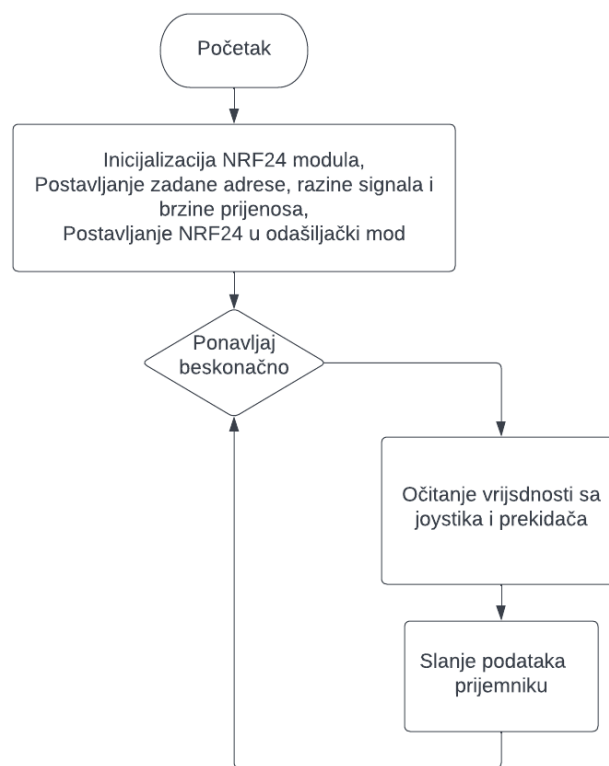 Početak
Inicijalizacija NRF24 modula,
Postavljanje zadane adrese, razine signala i
brzine prijenosa,
Postavljanje NRF24 u odašiljački mod
Ponavljaj
beskonačno
Očitanje vrijsdnosti sa
joystika i prekidača
Slanje podataka
prijemniku